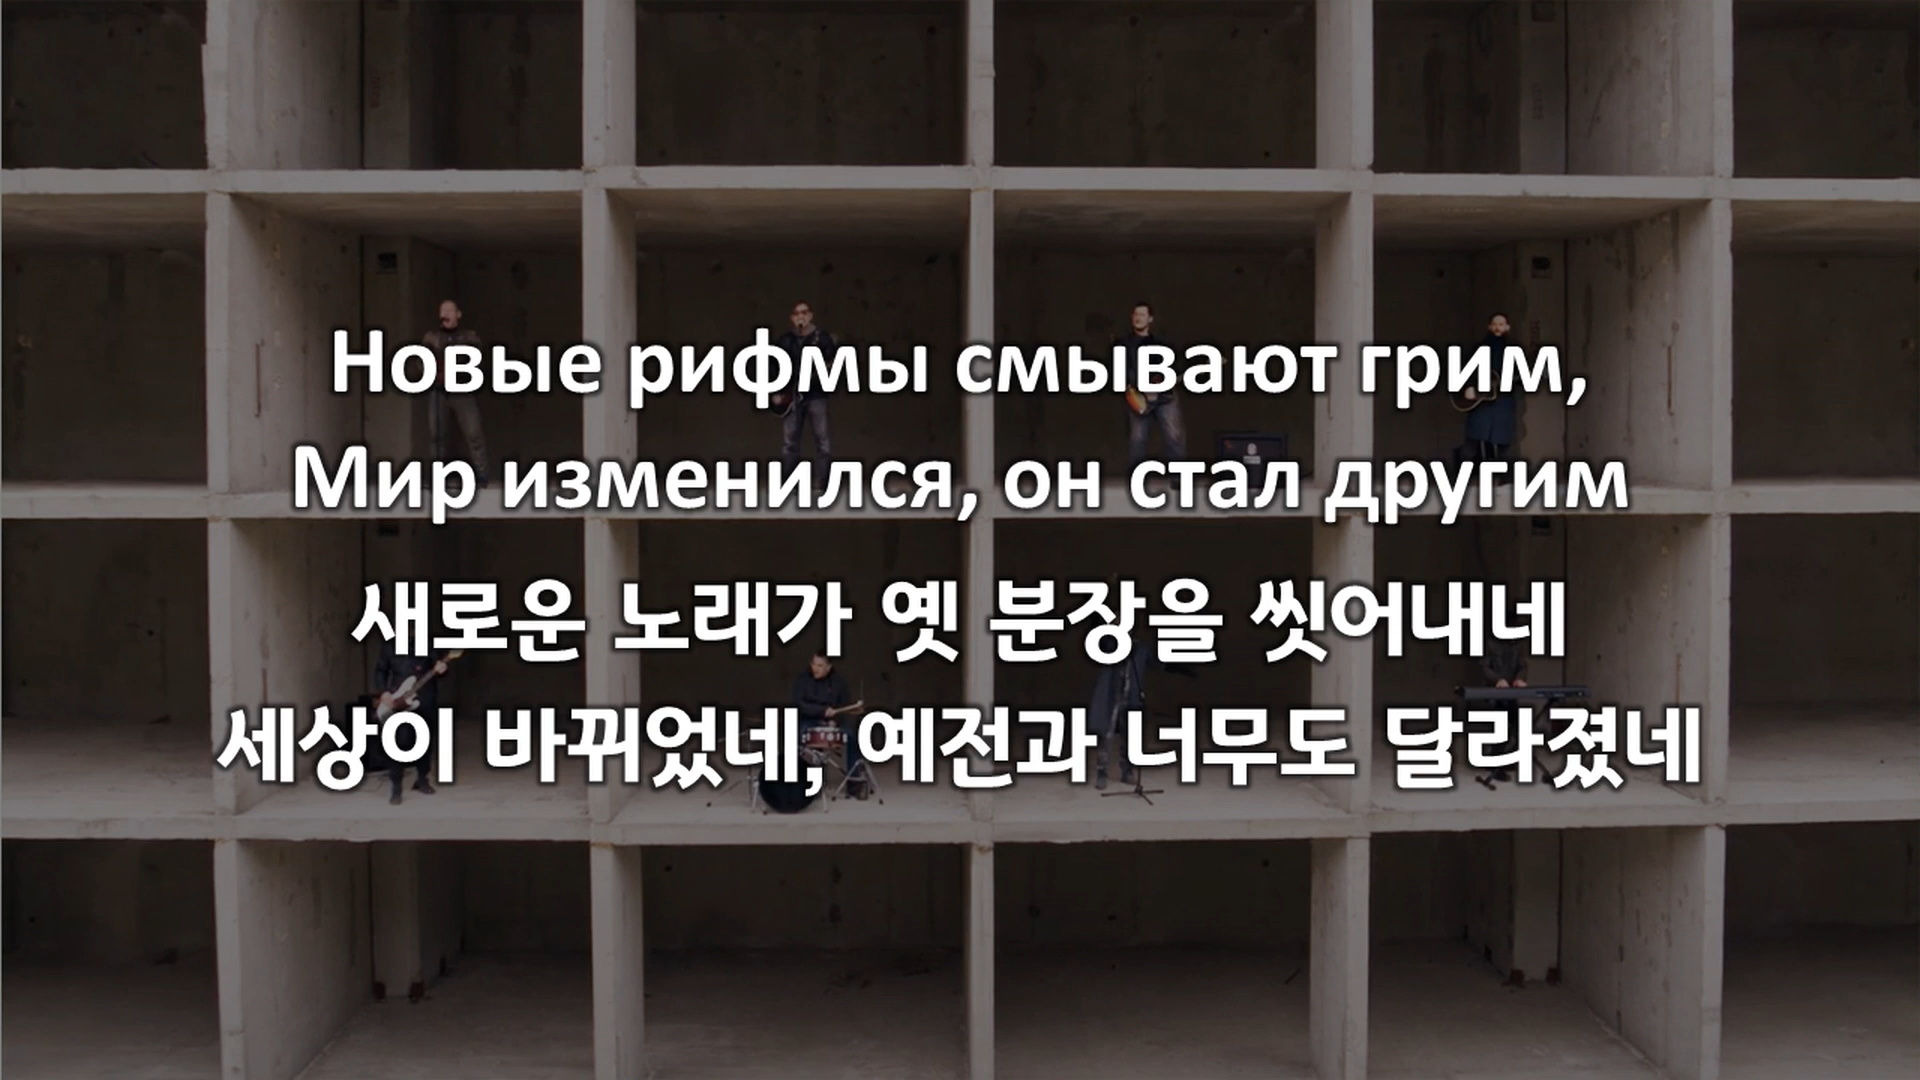 Новые рифмы смывают грим,
Мир изменился, он стал другим
새로운 노래가 옛 분장을 씻어내네
세상이 바뀌었네, 예전과 너무도 달라졌네